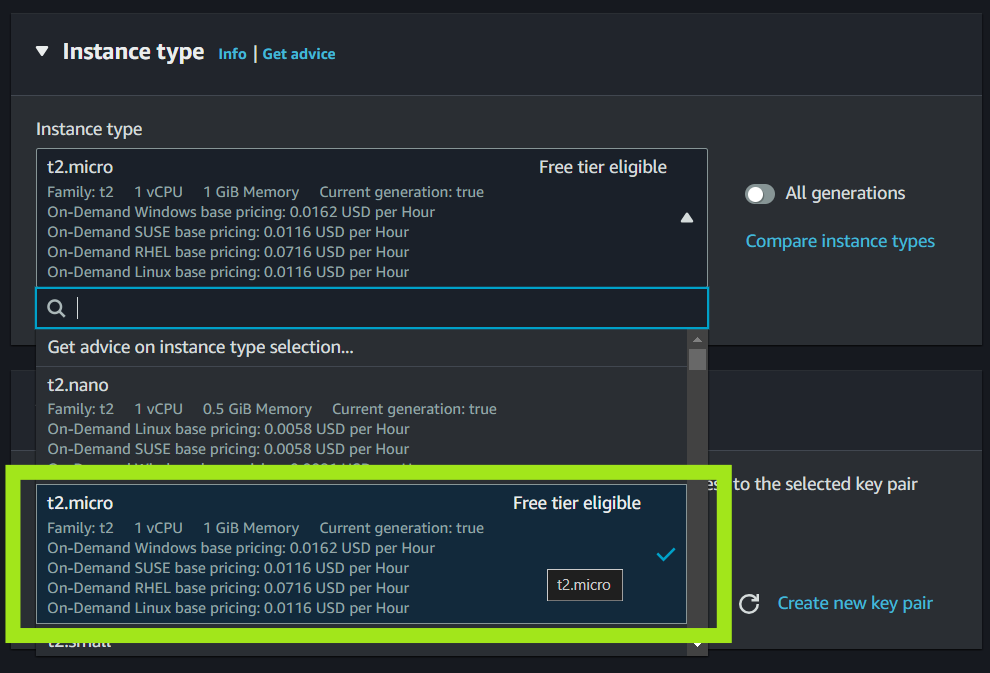 Instance type Info | Get advice
Instance type
t2.micro Free tier eligible
Family: t2 1 vCPU 1 GiB Memory Current generation: true
On-Demand Windows base pricing: 0.0162 USD per Hour
On-Demand SUSE base pricing: 0.0116 USD per Hour
On-Demand RHEL base pricing: 0.0716 USD per Hour
On-Demand Linux base pricing: 0.0116 USD per Hour
All generations
Compare instance types
Get advice on instance type selection...
t2.nano
Family: t2 1 vCPU 0.5 GiB Memory Current generation: true
On-Demand Linux base pricing: 0.0058 USD per Hour
On-Demand SUSE base pricing: 0.0058 USD per Hour
to the selected key pair
t2.micro Free tier eligible
Family: t2 1 vCPU 1 GiB Memory Current generation: true
On-Demand Windows base pricing: 0.0162 USD per Hour
On-Demand SUSE base pricing: 0.0116 USD per Hour
On-Demand RHEL base pricing: 0.0716 USD per Hour
On-Demand Linux base pricing: 0.0116 USD per Hour
t2.micro
Create new key pair
t2.small